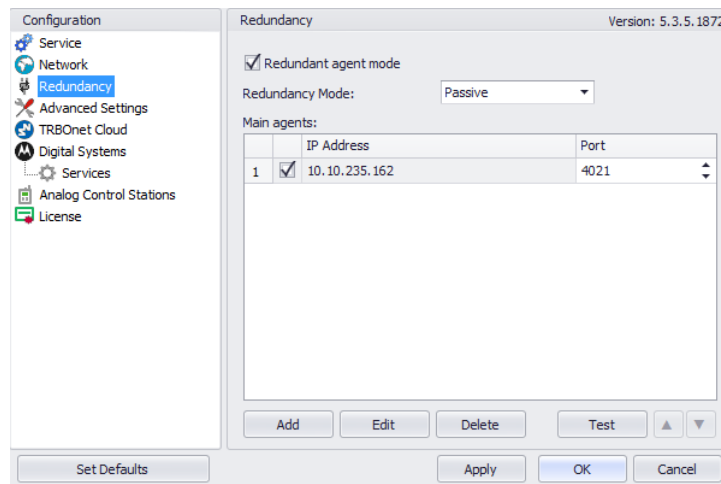 Configuration
Service
Network
Redundancy
Advanced Settings
TRBOnet Cloud
Digital Systems
Services
Analog Control Stations
License
Set Defaults
Redundancy Version: 5.3.5.1872
Redundant agent mode
Redundancy Mode: Passive
Main agents:
IP Address Port
1 10.10.235.162 4021
Add Edit Delete Test
Apply OK Cancel